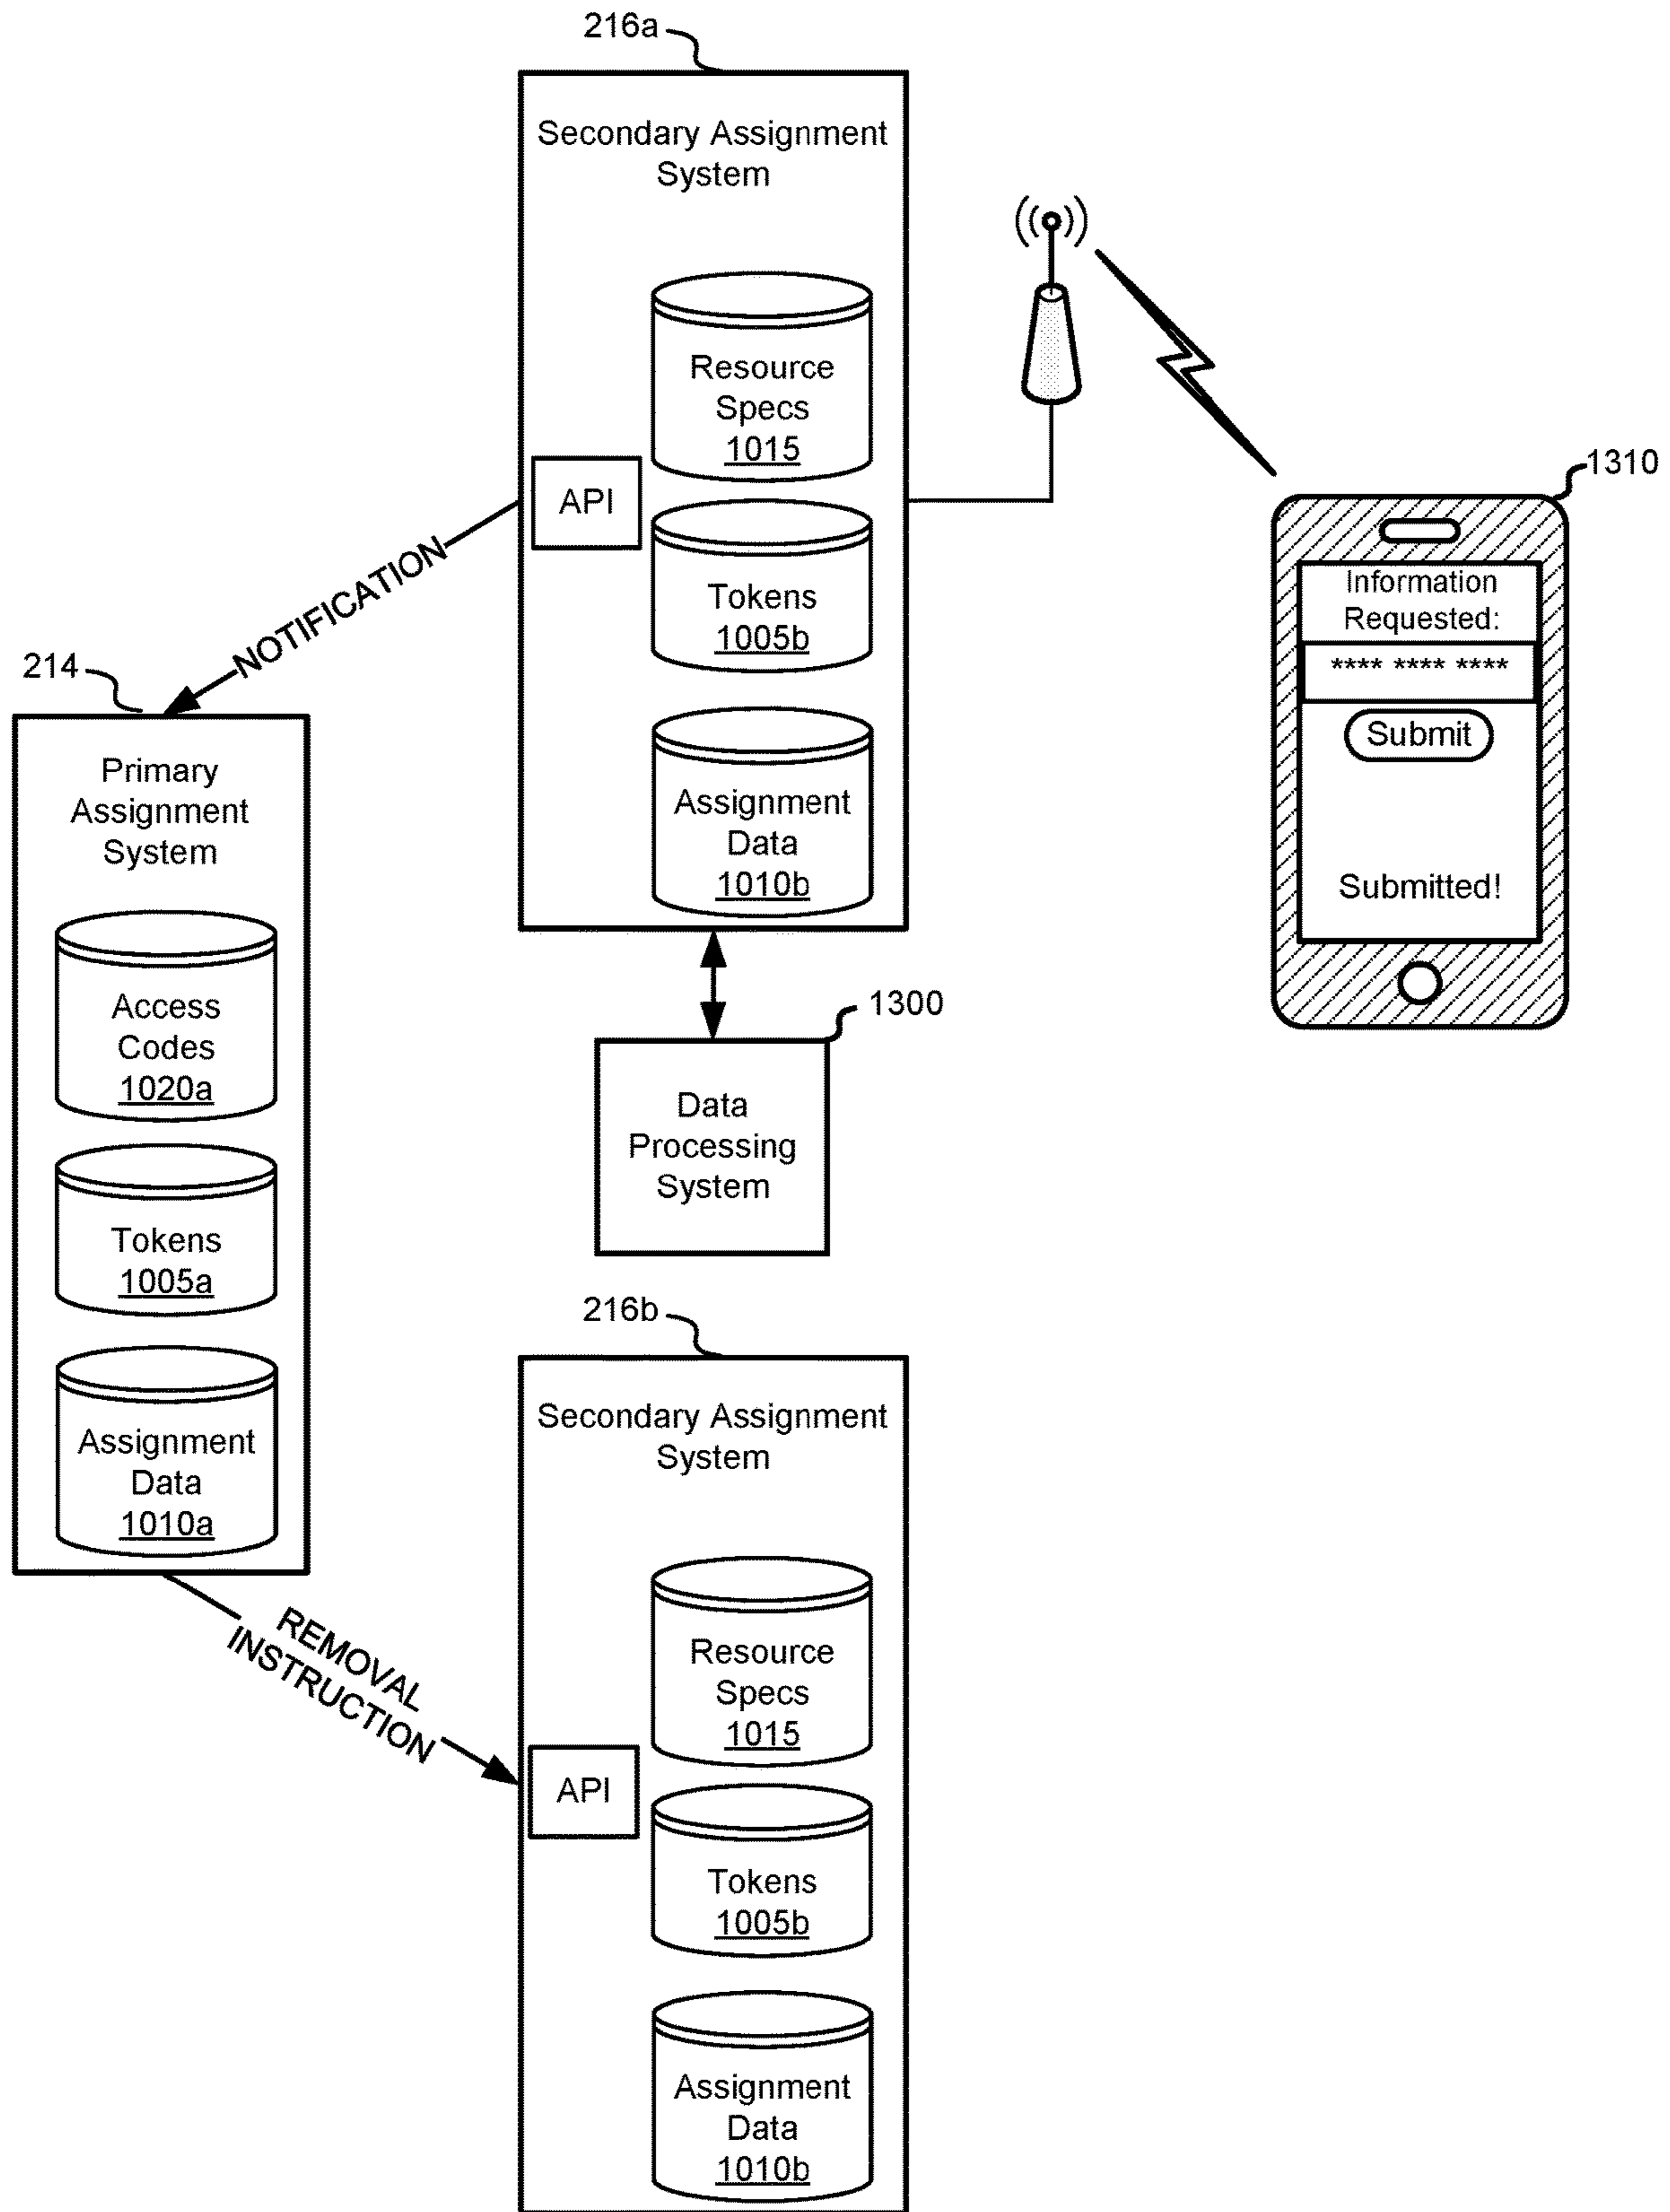 216a
Secondary Assignment
System
Resource
Specs
1015
API
Tokens
1005b
Assignment
Data
1010b
1310
Information
Requested:
**** **** ****
Submit
Submitted!
NOTIFICATION
214
Primary
Assignment
System
Access
Codes
1020a
Tokens
1005a
Assignment
Data
1010a
1300
Data
Processing
System
REMOVAL
INSTRUCTION
216b
Secondary Assignment
System
Resource
Specs
1015
API
Tokens
1005b
Assignment
Data
1010b